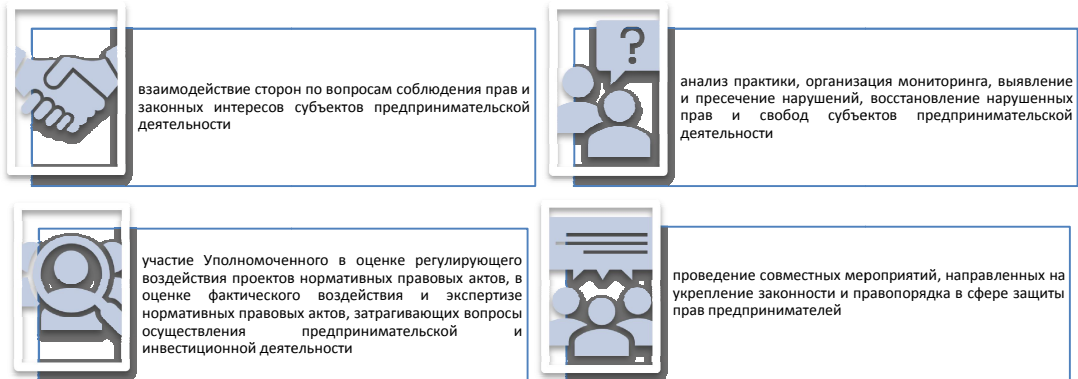 взаимодействие сторон по вопросам соблюдения прав и
законных интересов субъектов предпринимательской
деятельности
?
анализ практики, организация мониторинга, выявление
и пресечение нарушений, восстановление нарушенных
прав и свобод субъектов предпринимательской
деятельности
участие Уполномоченного в оценке регулирующего
воздействия проектов нормативных правовых актов, в
оценке фактического воздействия и экспертизе
нормативных правовых актов, затрагивающих вопросы
осуществления предпринимательской и
инвестиционной деятельности
проведение совместных мероприятий, направленных на
укрепление законности и правопорядка в сфере защиты
прав предпринимателей